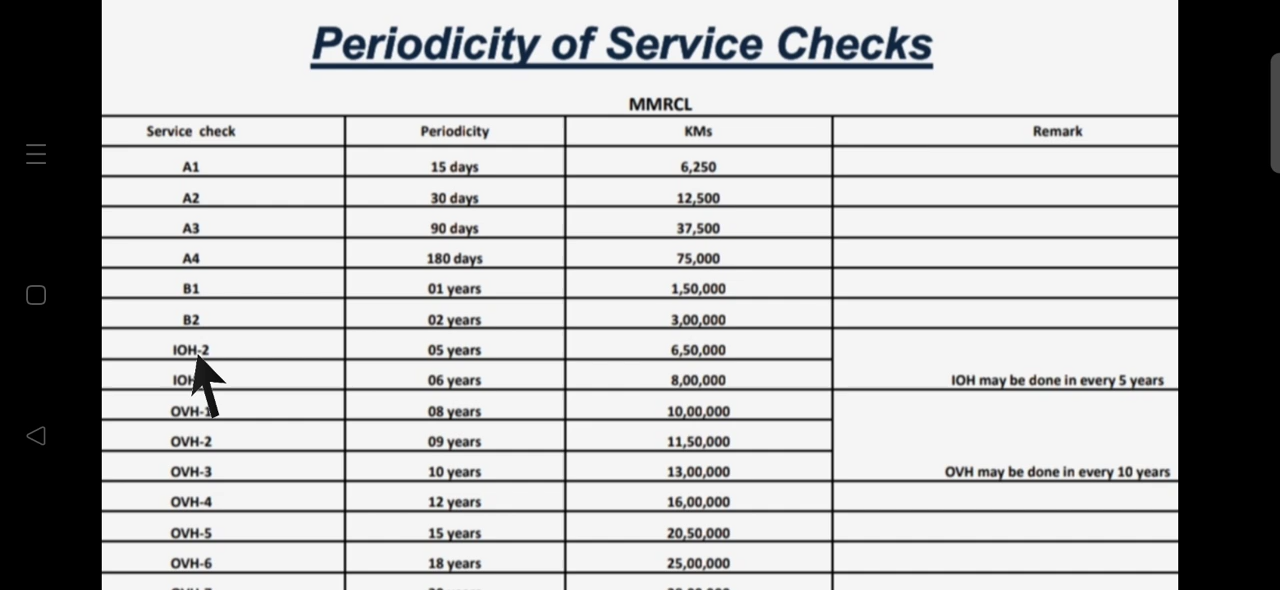 Periodicity of Service Checks
MMRCL
Service check Periodicity KMs Remark
A1 15 days 6,250
A2 30 days 12,500
A3 90 days 37,500
A4 180 days 75,000
B1 01 years 1,50,000
B2 02 years 3,00,000
IOH-2 05 years 6,50,000
06 years 8,00,000 IOH may be done in every 5 years
OVH-1 08 years 10,00,000
OVH-2 09 years 11,50,000
OVH-3 10 years 13,00,000 OVH may be done in every 10 years
OVH-4 12 years 16,00,000
OVH-5 15 years 20,50,000
OVH-6 18 years 25,00,000